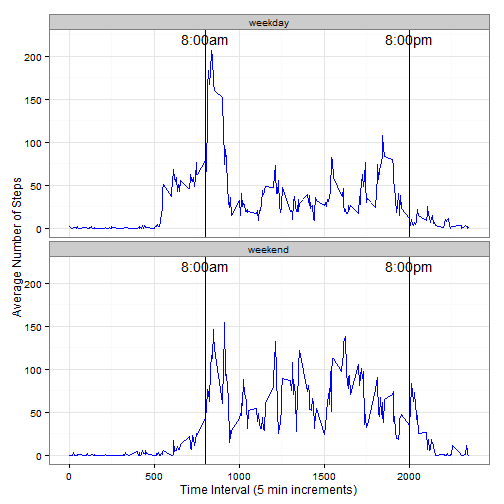 weekday
8:00am 8:00pm
200
150
100
50
0
weekend
8:00am 8:00pm
200
150
100
50
0
Average Number of Steps
0 500 1000 1500 2000
Time Interval (5 min increments)